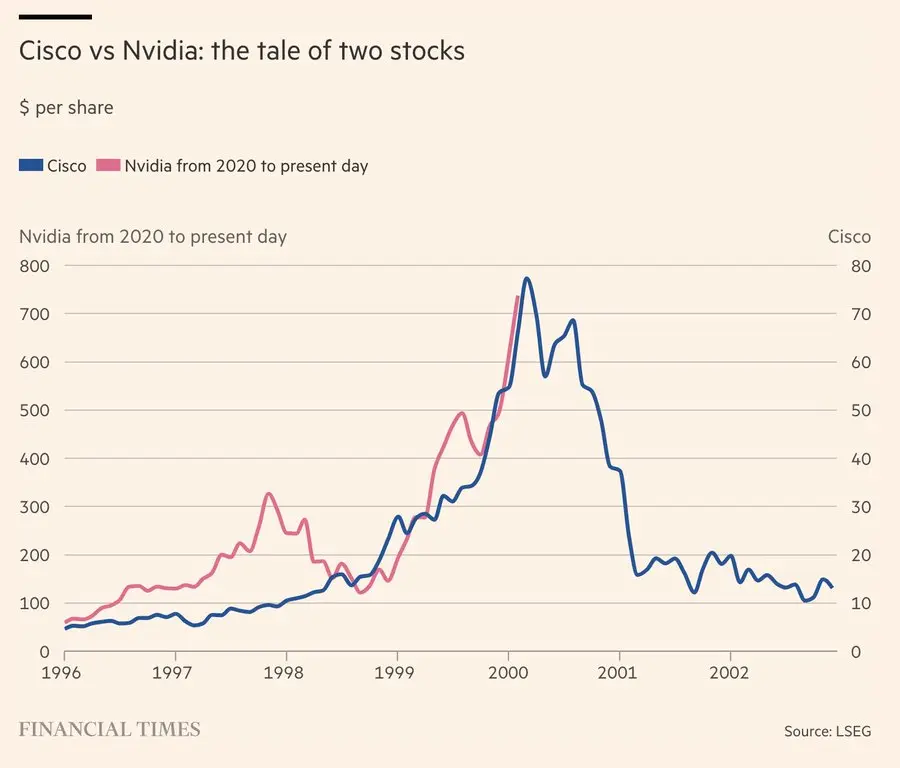 Cisco vs Nvidia: the tale of two stocks
$ per share
Cisco Nvidia from 2020 to present day
Nvidia from 2020 to present day Cisco
800 80
700 70
600 60
500 50
400 40
300 30
200 20
100 10
0 0
1996 1997 1998 1999 2000 2001 2002
FINANCIAL TIMES Source: LSEG